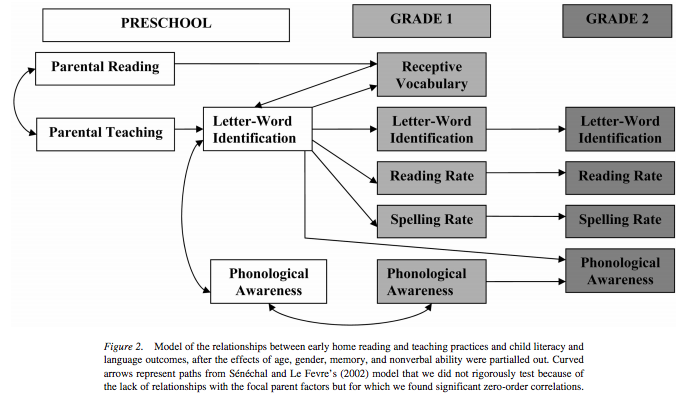 PRESCHOOL
GRADE 1
GRADE 2
Parental Reading
Receptive
Vocabulary
Parental Teaching
Letter-Word
Identification
Letter-Word
Identification
Letter-Word
Identification
Reading Rate
Reading Rate
Spelling Rate
Spelling Rate
Phonological
Awareness
Phonological
Awareness
Phonological
Awareness
Figure 2. Model of the relationships between early home reading and teaching practices and child literacy and
language outcomes, after the effects of age, gender, memory, and nonverbal ability were partialled out. Curved
arrows represent paths from Sénéchal and Le Fevre's (2002) model that we did not rigorously test because of
the lack of relationships with the focal parent factors but for which we found significant zero-order correlations.